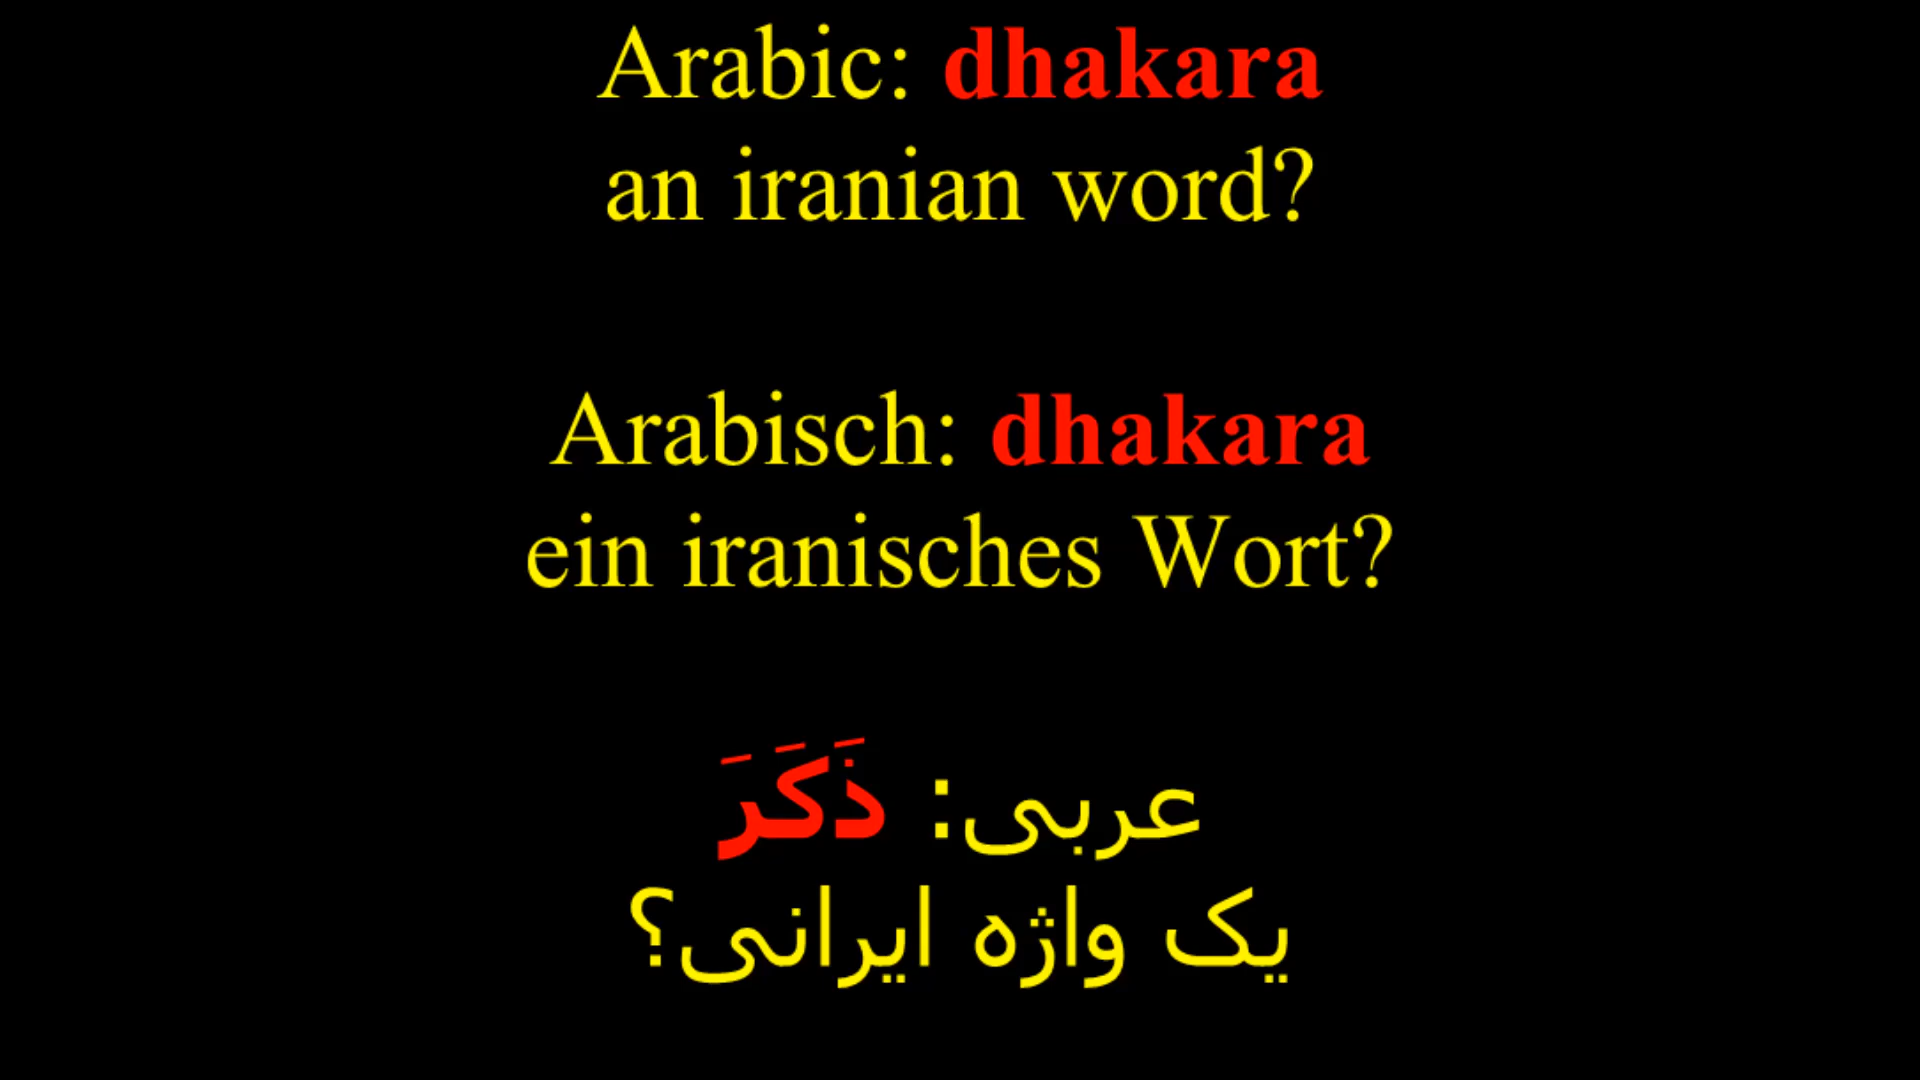 Arabic: dhakara
an iranian word?
Arabisch: dhakara
ein iranisches Wort?
عربی: ذَکَرَ
یک واژه ایرانی؟